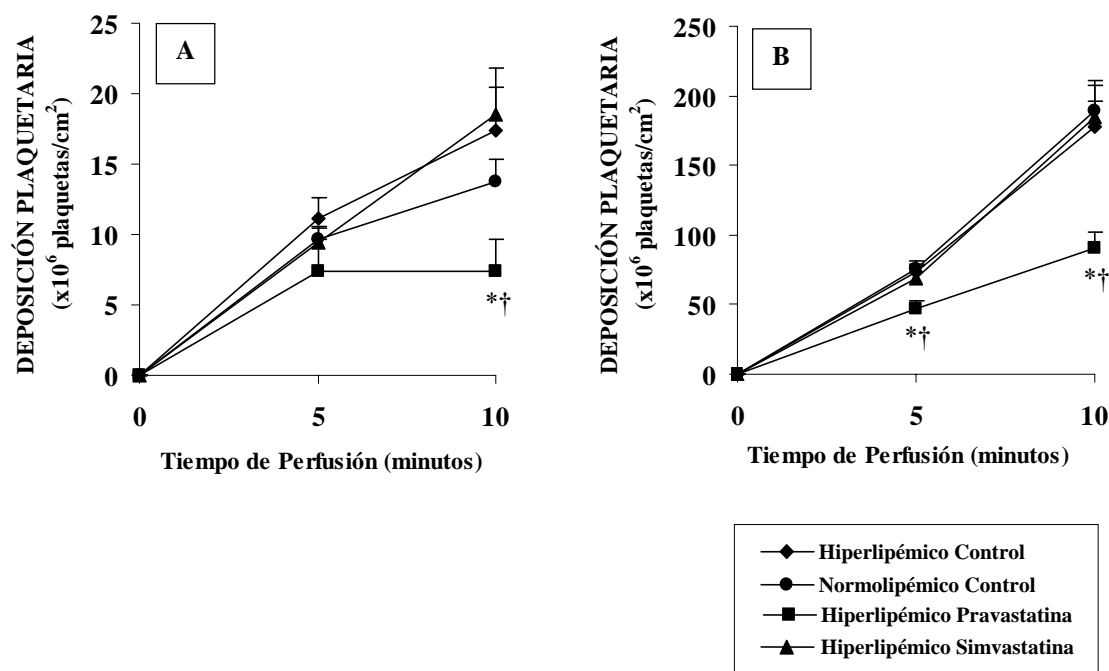 A
DEPOSICIÓN PLAQUETARIA
(x10⁶ plaquetas/cm²)
25
20
15
10
5
0
0 5 10
*†
Tiempo de Perfusión (minutos)
B
DEPOSICIÓN PLAQUETARIA
(x10⁶ plaquetas/cm²)
250
200
150
100
50
0
0 5 10
*†
*†
Tiempo de Perfusión (minutos)
Hiperlipémico Control
Normolipémico Control
Hiperlipémico Pravastatina
Hiperlipémico Simvastatina